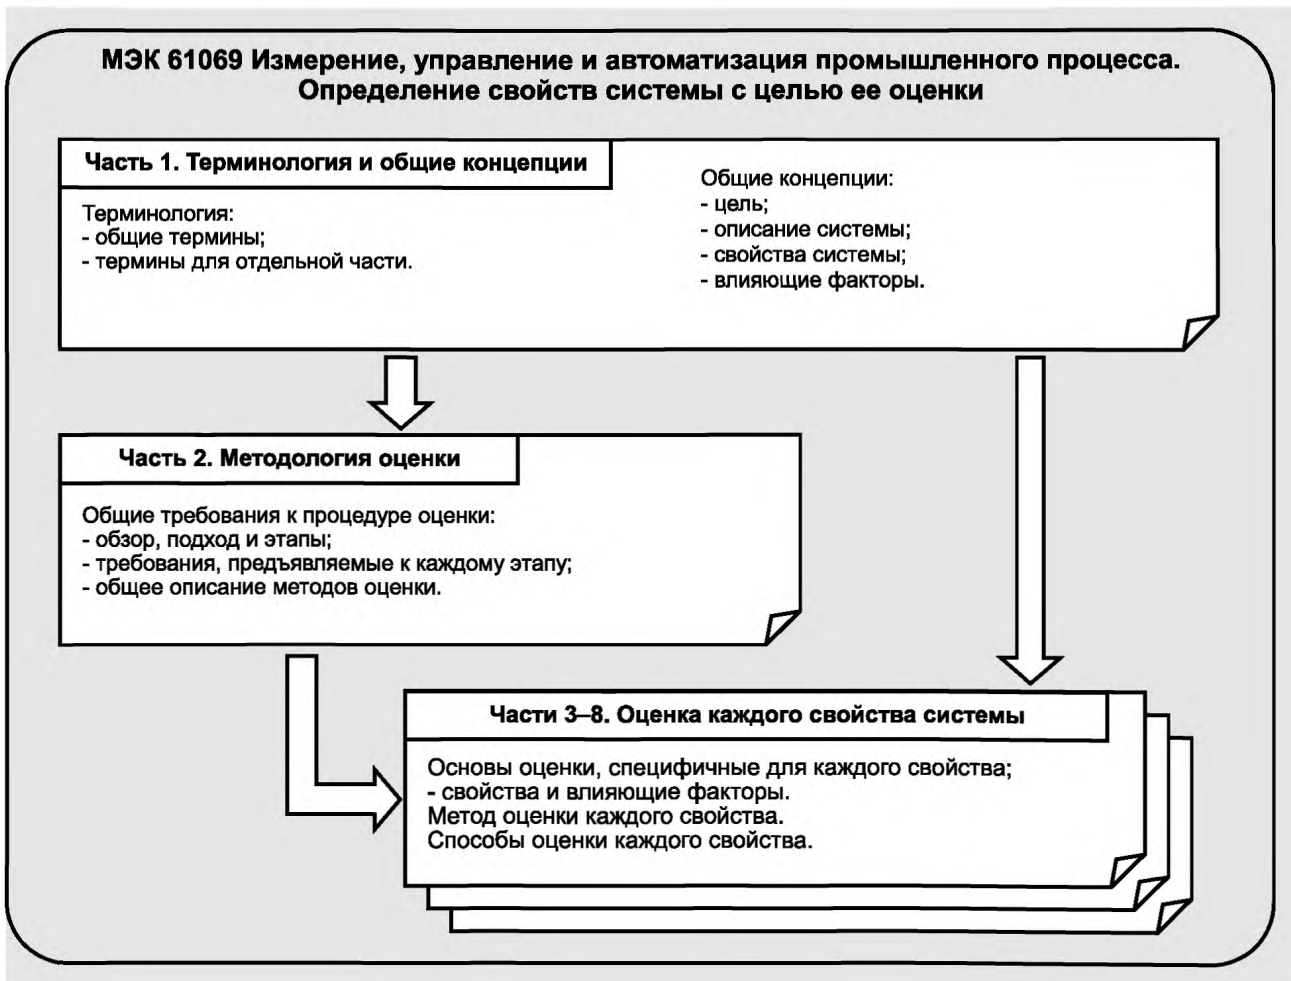 МЭК 61069 Измерение, управление и автоматизация промышленного процесса.
Определение свойств системы с целью ее оценки
Часть 1. Терминология и общие концепции
Терминология:
- общие термины;
- термины для отдельной части.
Общие концепции:
- цель;
- описание системы;
- свойства системы;
- влияющие факторы.
Часть 2. Методология оценки
Общие требования к процедуре оценки:
- обзор, подход и этапы;
- требования, предъявляемые к каждому этапу;
- общее описание методов оценки.
Части 3–8. Оценка каждого свойства системы
Основы оценки, специфичные для каждого свойства;
- свойства и влияющие факторы.
Метод оценки каждого свойства.
Способы оценки каждого свойства.